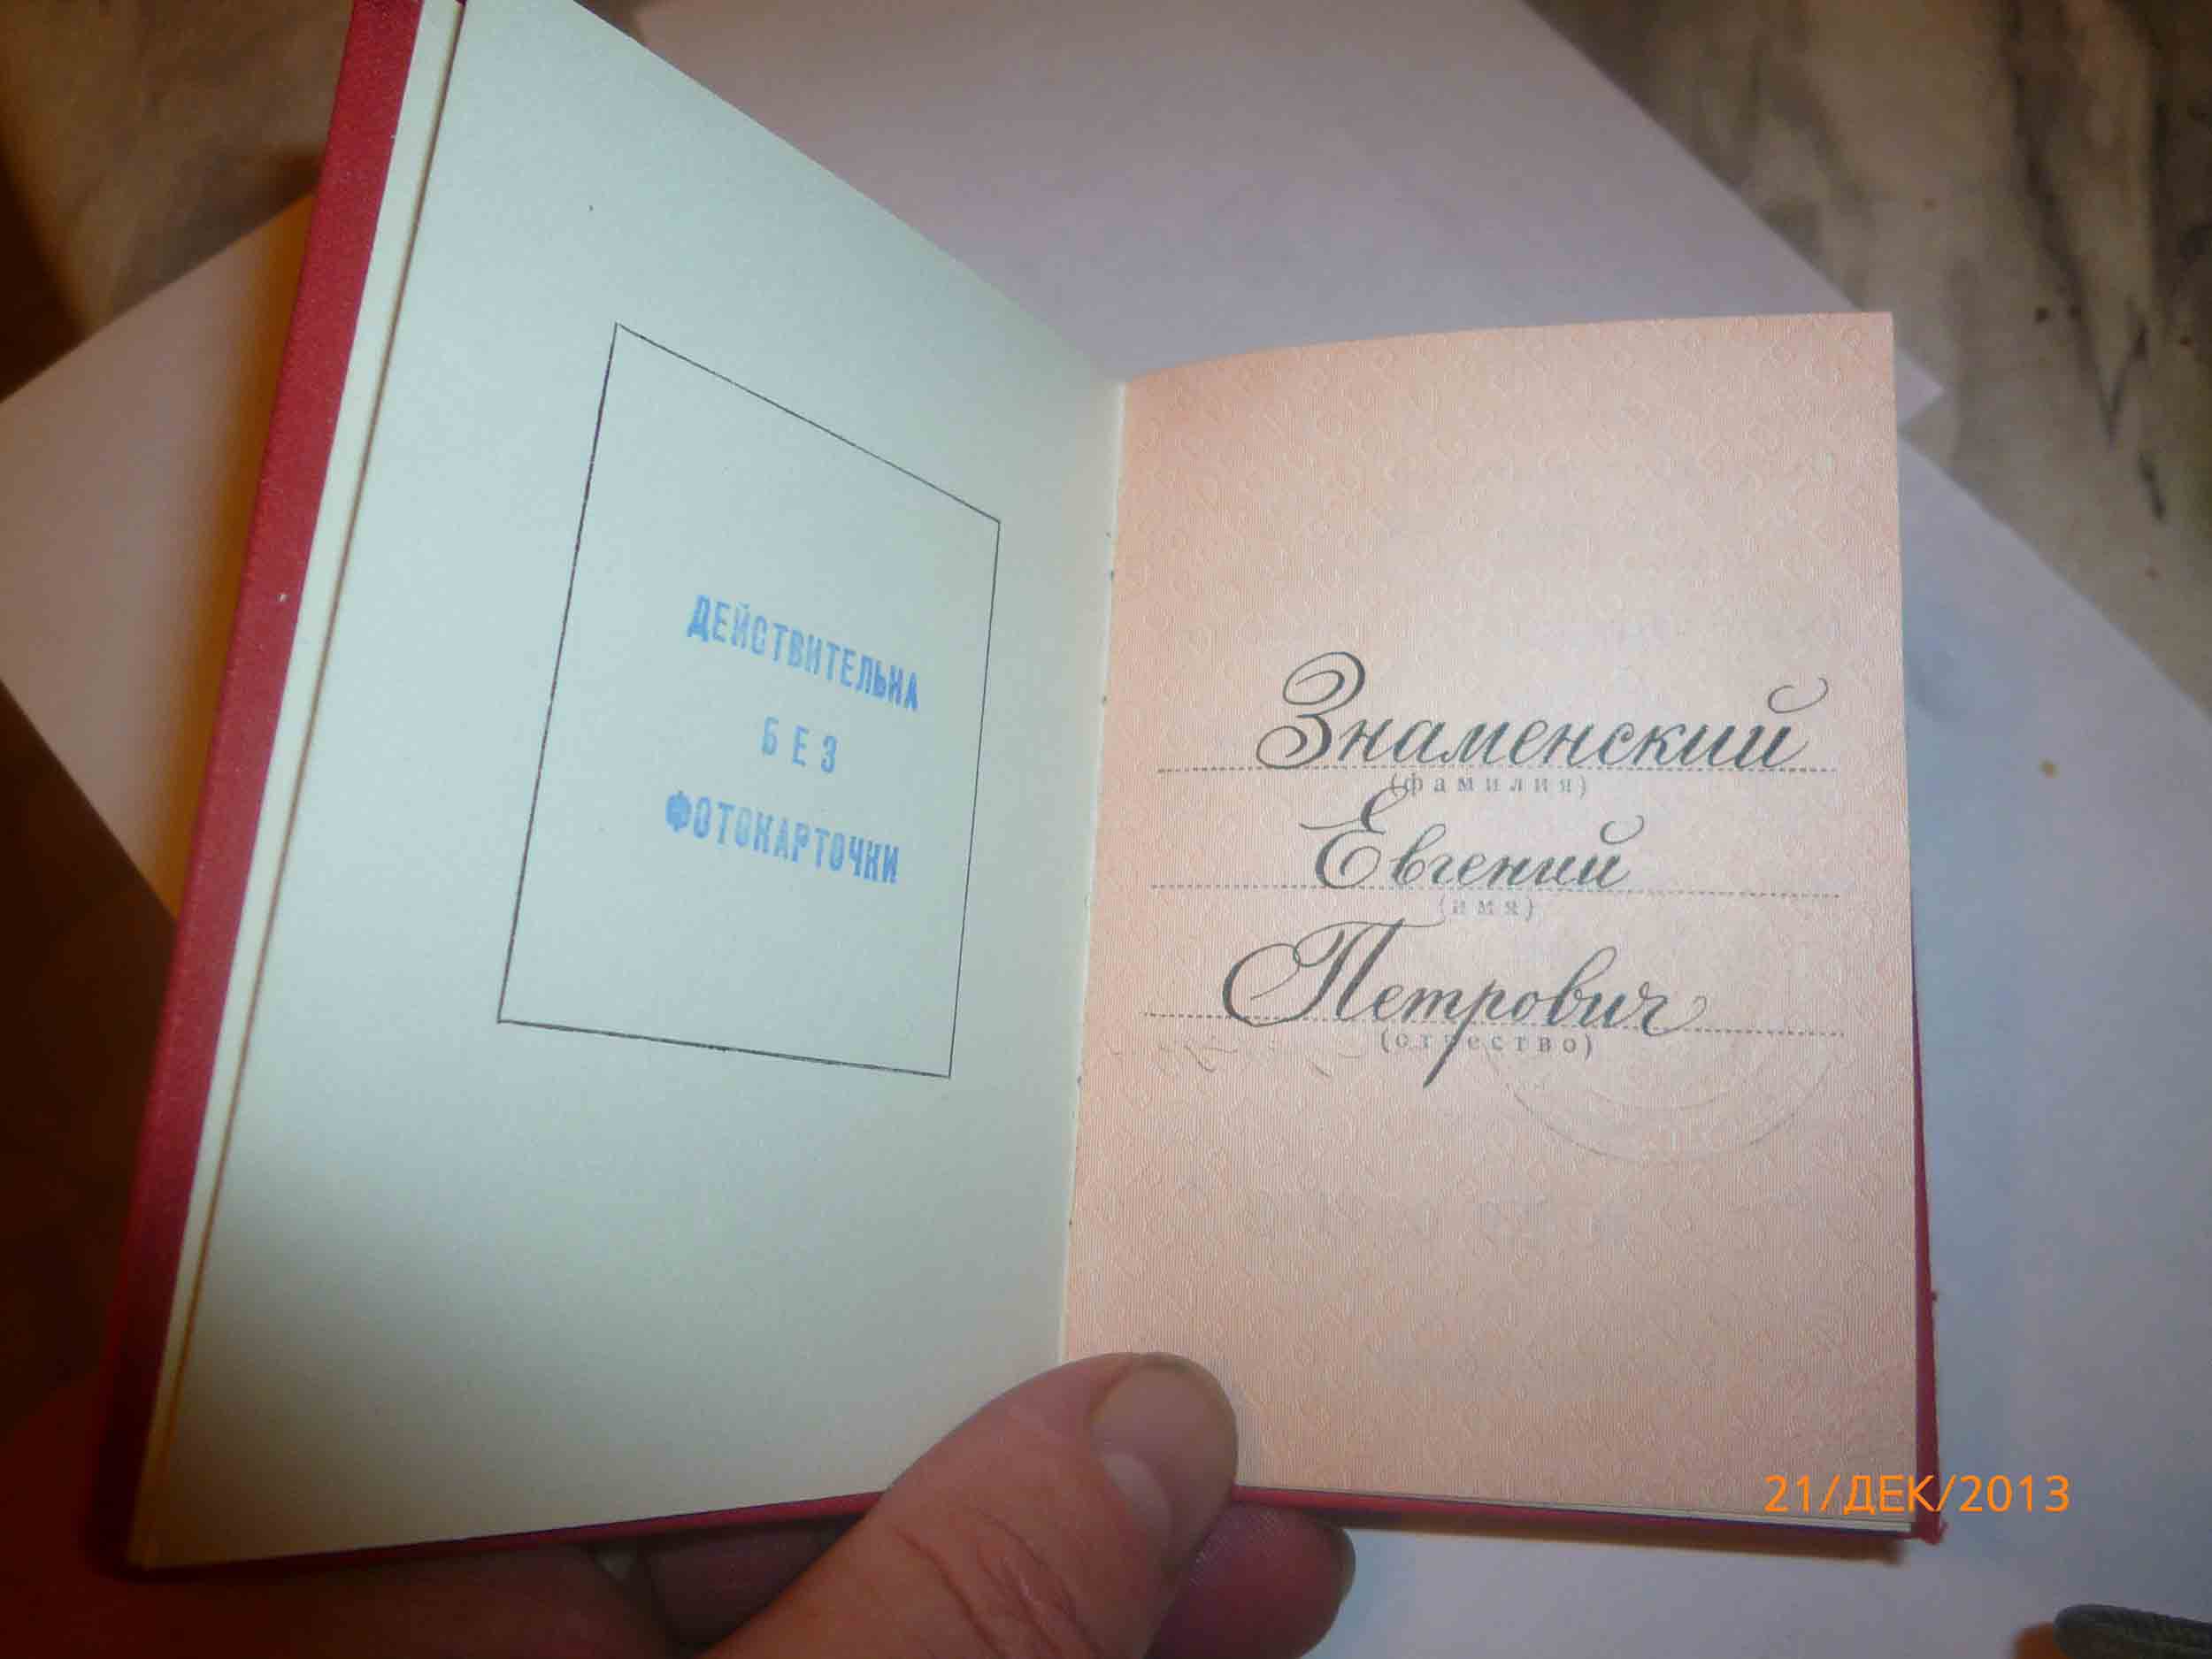 ДЕЙСТВИТЕЛЬНА
БЕЗ
ФОТОКАРТОЧКИ
Знаменский
(фамилия)
Евгений
(имя)
Петрович
(отчество)
21/ДЕК/2013